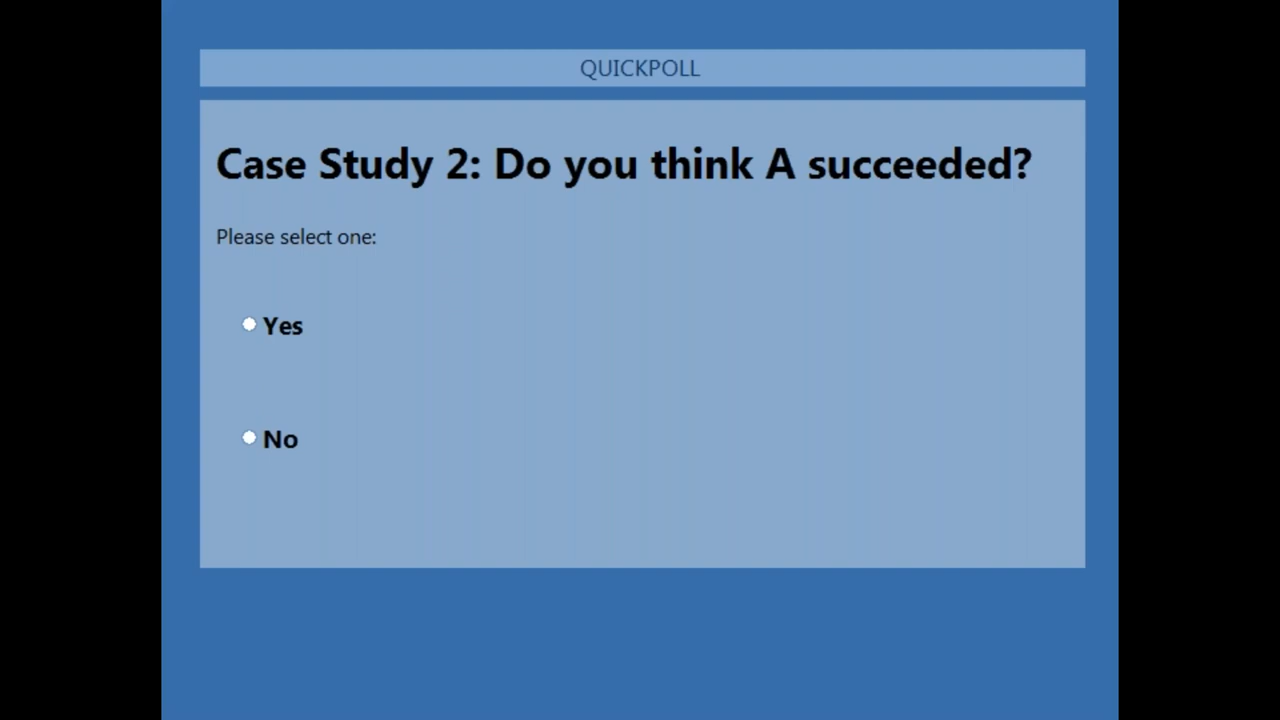 QUICKPOLL
Case Study 2: Do you think A succeeded?
Please select one:
Yes
No